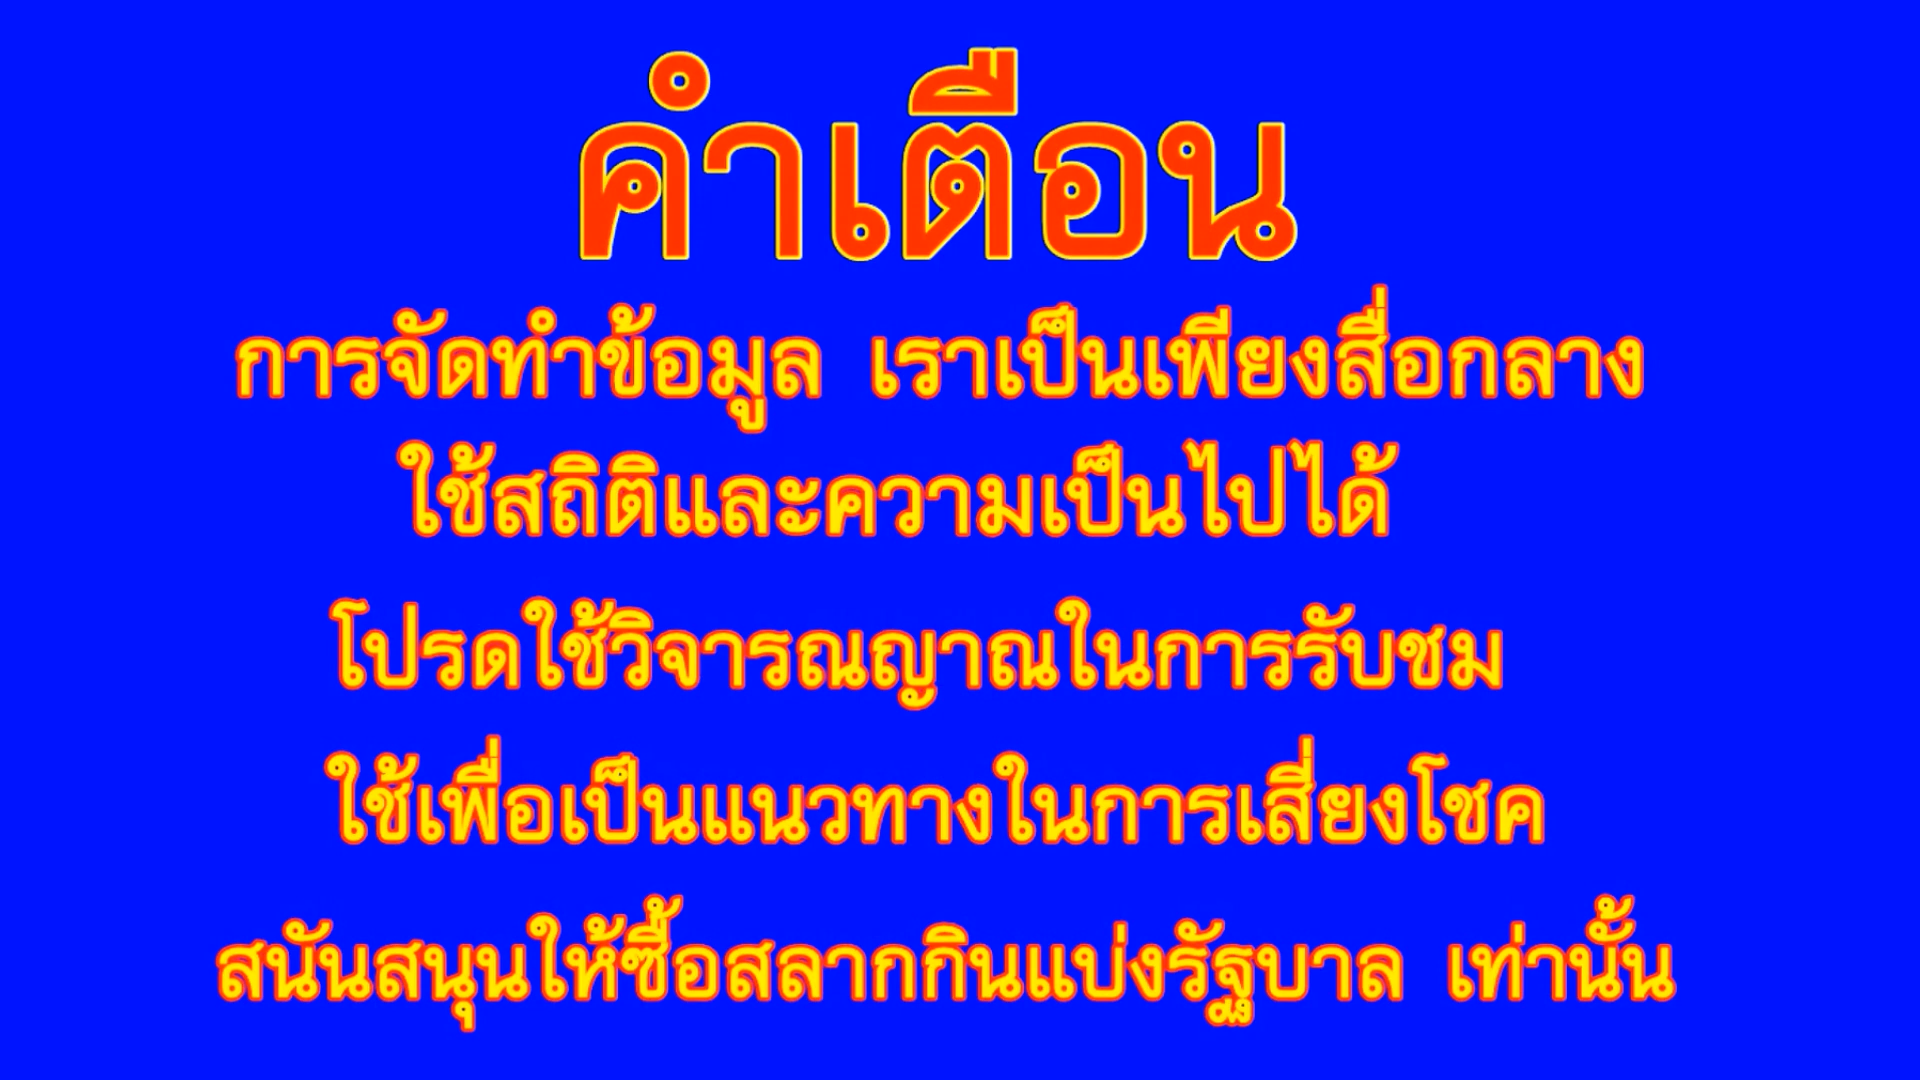 คำเตือน
การจัดทำข้อมูล เราเป็นเพียงสื่อกลาง
ใช้สถิติและความเป็นไปได้
โปรดใช้วิจารณญาณในการรับชม
ใช้เพื่อเป็นแนวทางในการเสี่ยงโชค
สนันสนุนให้ซื้อสลากกินแบ่งรัฐบาล เท่านั้น